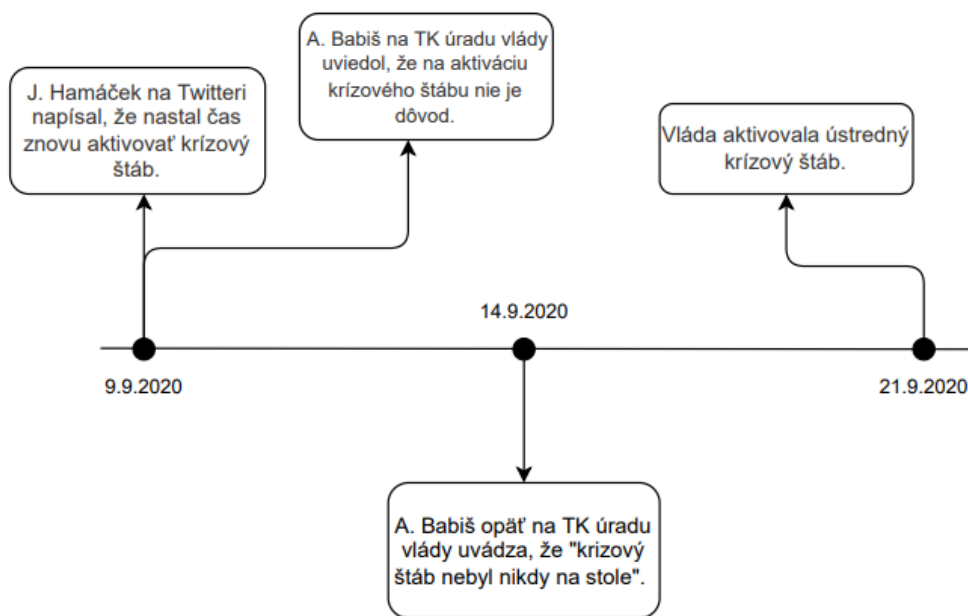 J. Hamáček na Twitteri
napísal, že nastal čas
znovu aktivovať krízový
štáb.
A. Babiš na TK úradu vlády
uviedol, že na aktiváciu
krízového štábu nie je
dôvod.
Vláda aktivovala ústredný
krízový štáb.
9.9.2020
14.9.2020
21.9.2020
A. Babiš opäť na TK úradu
vlády uvádza, že "krizový
štáb nebyl nikdy na stole".